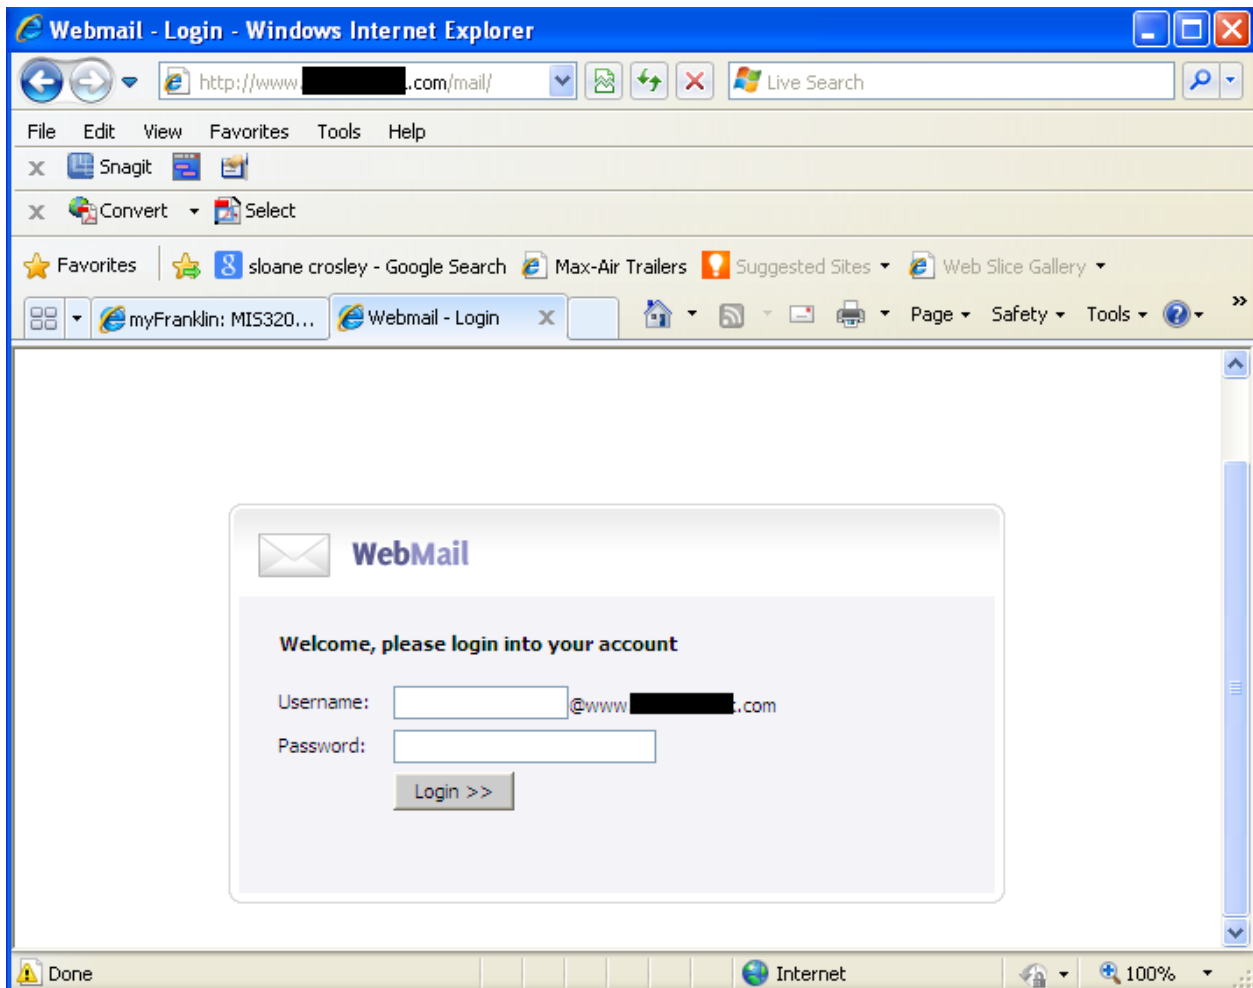 Webmail - Login - Windows Internet Explorer
http://www. .com/mail/ Live Search
File Edit View Favorites Tools Help
x Snagit
x Convert Select
Favorites sloane crosley - Google Search Max-Air Trailers Suggested Sites Web Slice Gallery
myFranklin: MIS320... Webmail - Login x Page Safety Tools »
WebMail
Welcome, please login into your account
Username: @www. .com
Password:
Login >>
Done Internet 100%